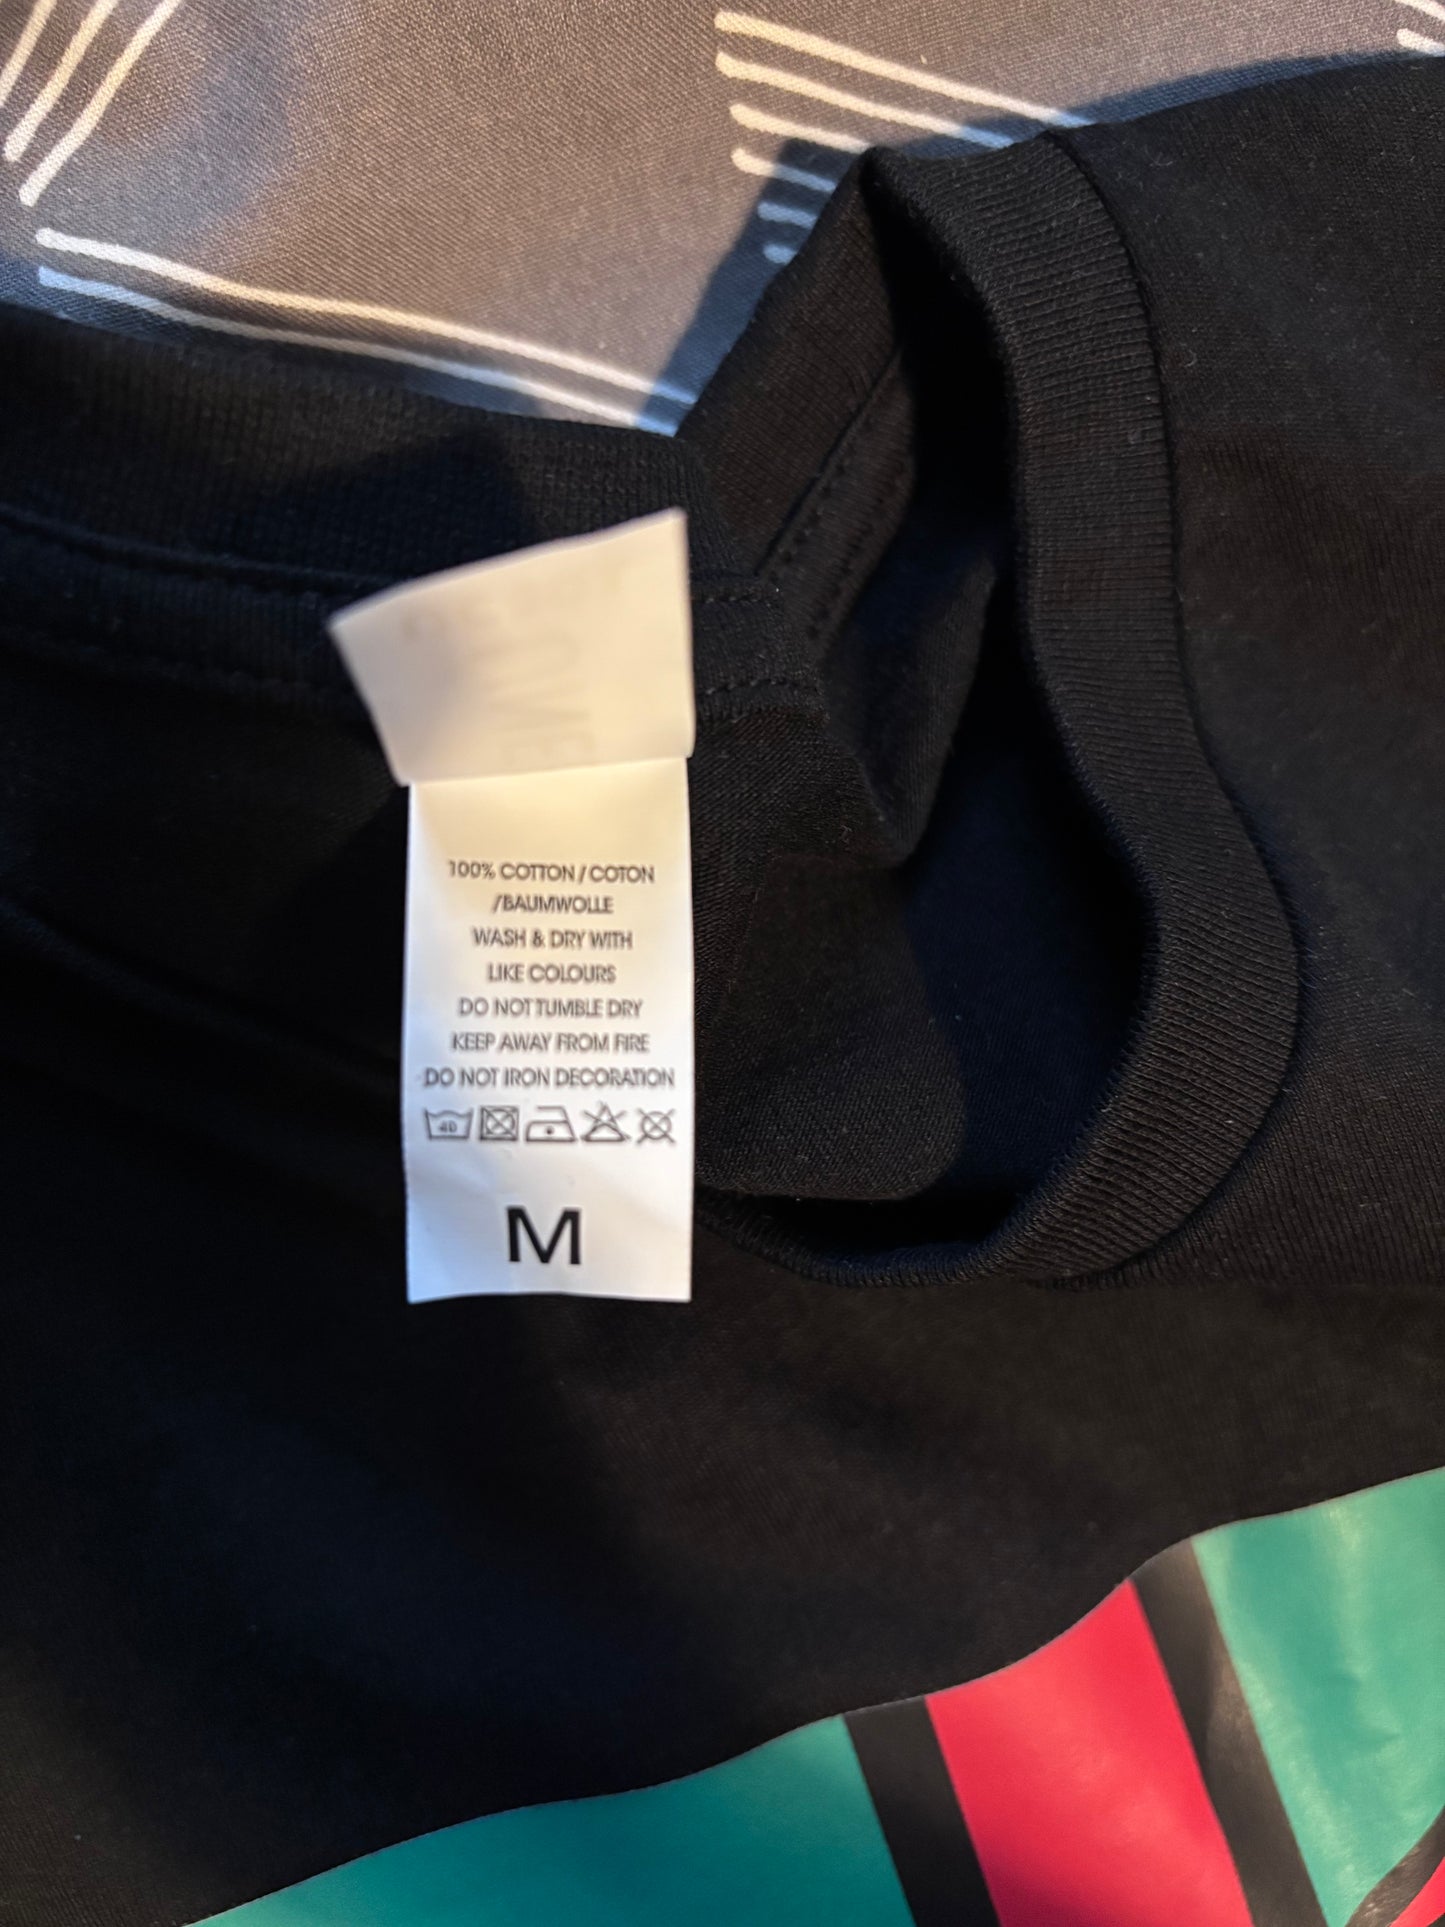 100% COTTON / COTON
/BAUMWOLLE
WASH & DRY WITH
LIKE COLOURS
DO NOT TUMBLE DRY
KEEP AWAY FROM FIRE
DO NOT IRON DECORATION
40
M